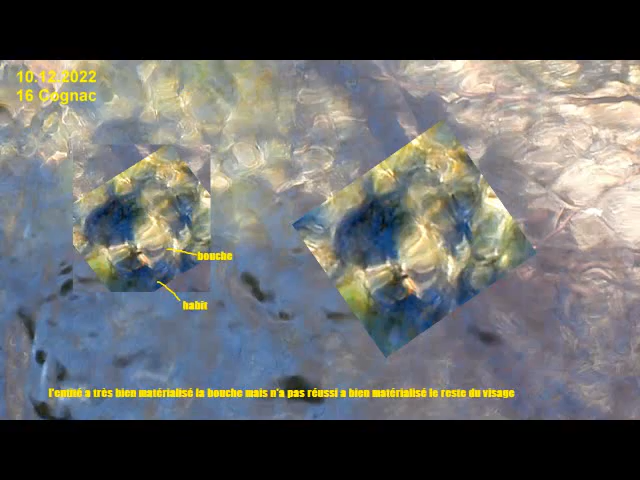 10.12.2022
16 Cognac
bouche
habit
l'entité a très bien matérialisé la bouche mais n'a pas réussi a bien matérialisé le reste du visage